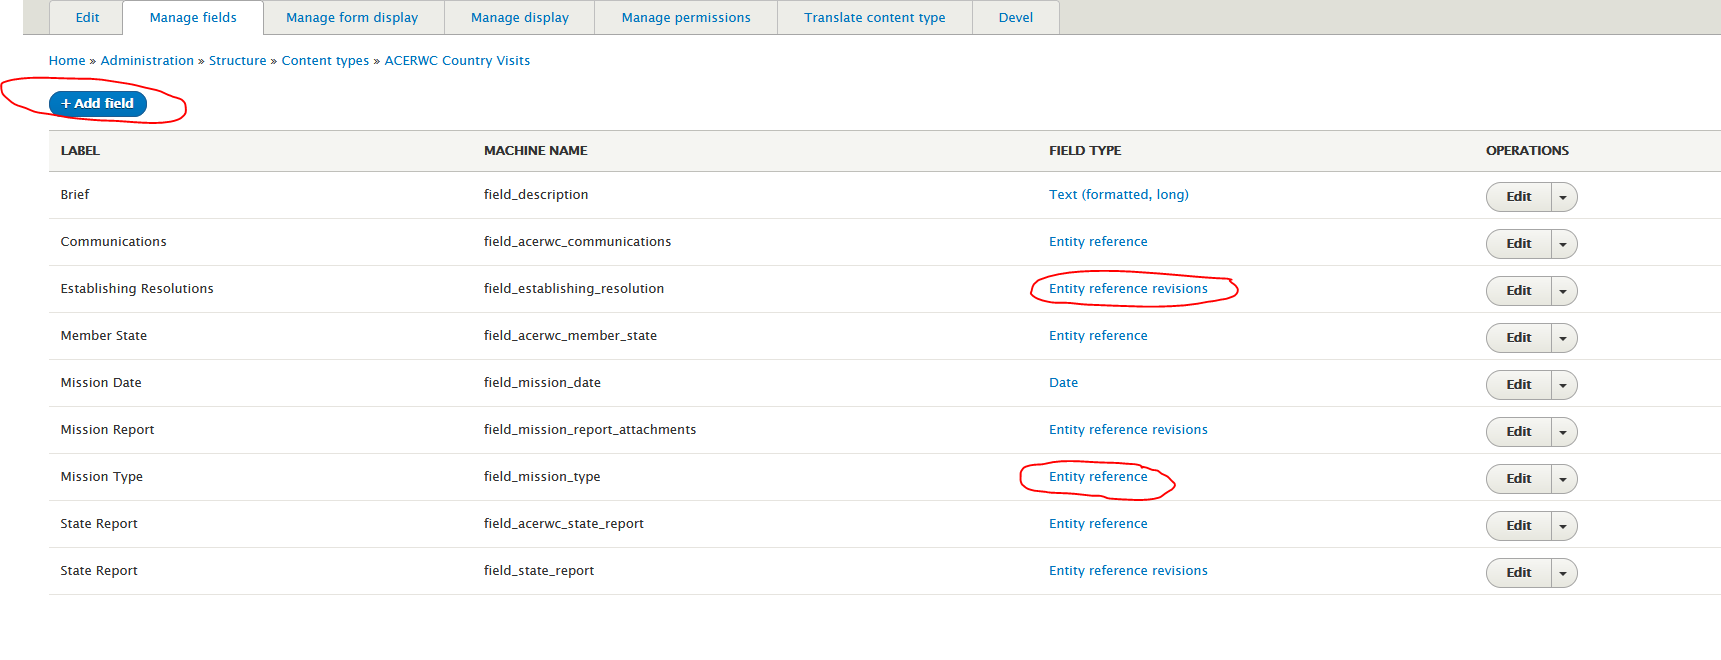 Edit Manage fields Manage form display Manage display Manage permissions Translate content type Devel
Home » Administration » Structure » Content types » ACERWC Country Visits
+ Add field
LABEL MACHINE NAME FIELD TYPE OPERATIONS
Brief field_description Text (formatted, long) Edit
Communications field_acerwc_communications Entity reference Edit
Establishing Resolutions field_establishing_resolution Entity reference revisions Edit
Member State field_acerwc_member_state Entity reference Edit
Mission Date field_mission_date Date Edit
Mission Report field_mission_report_attachments Entity reference revisions Edit
Mission Type field_mission_type Entity reference Edit
State Report field_acerwc_state_report Entity reference Edit
State Report field_state_report Entity reference revisions Edit